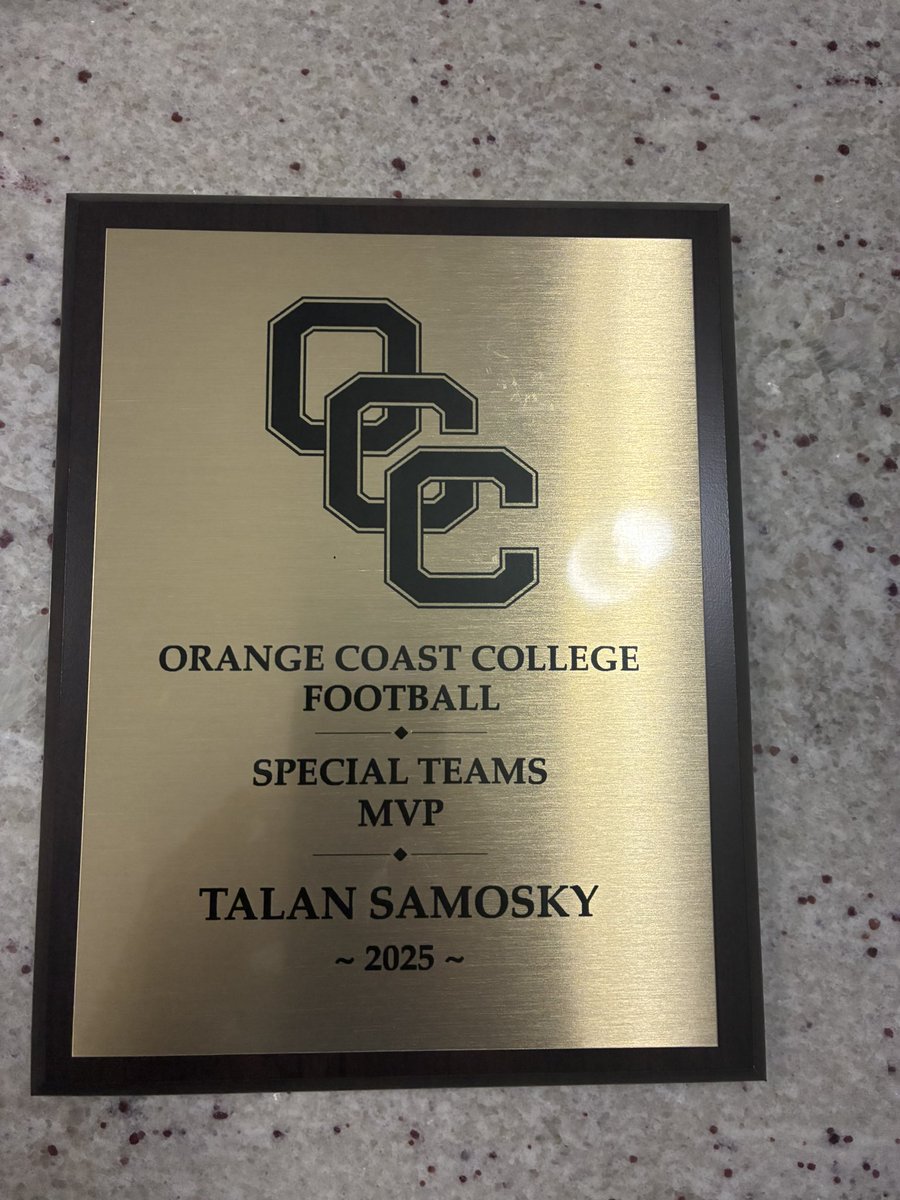 OCC
ORANGE COAST COLLEGE
FOOTBALL
SPECIAL TEAMS
MVP
TALAN SAMOSKY
~ 2025 ~